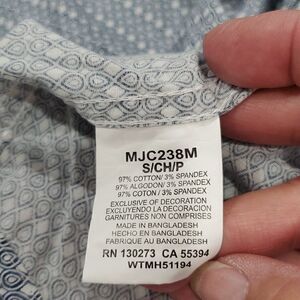 MJC238M
S/CH/P
97% COTTON/ 3% SPANDEX
97% ALGODON/ 3% SPANDEX
97% COTON / 3% SPANDEX
EXCLUSIVE OF DECORATION
EXCLUYENDO LA DECORACION
GARNITURES NON COMPRISES
MADE IN BANGLADESH
HECHO EN BANGLADESH
FABRIQUE AU BANGLADESH
RN 130273 CA 55394
WTMH51194